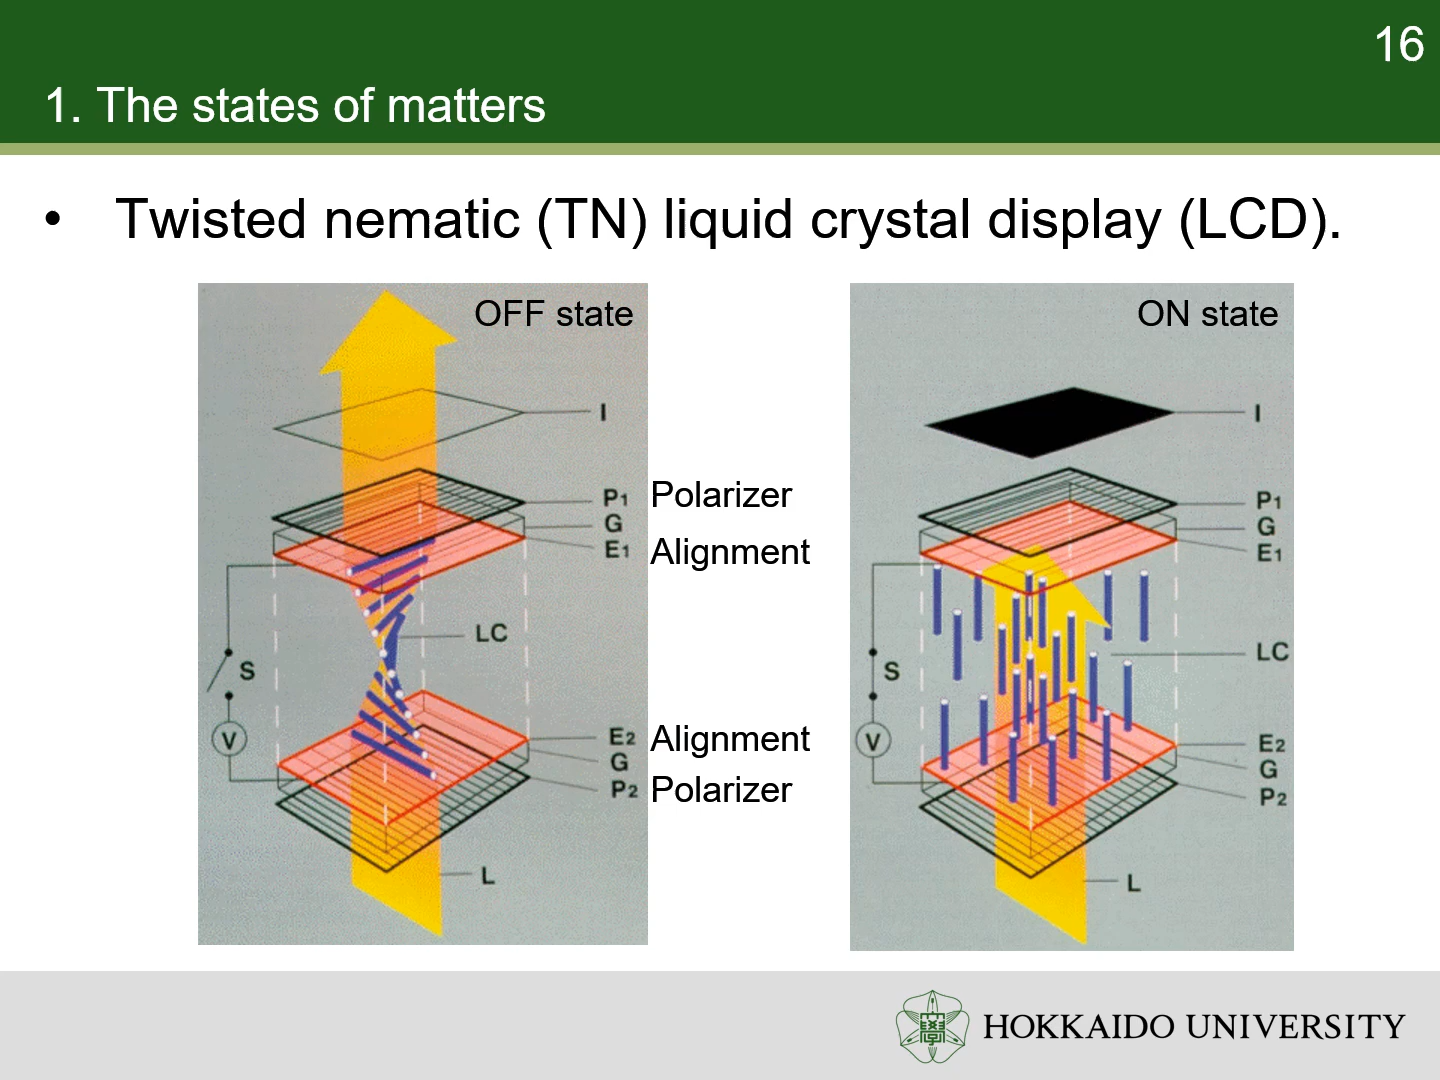 16
1. The states of matters
• Twisted nematic (TN) liquid crystal display (LCD).
OFF state
I
P1 Polarizer
G
E1 Alignment
LC
S
V
E2 Alignment
G
P2 Polarizer
L
ON state
I
P1
G
E1
LC
S
V
E2
G
P2
L
HOKKAIDO UNIVERSITY